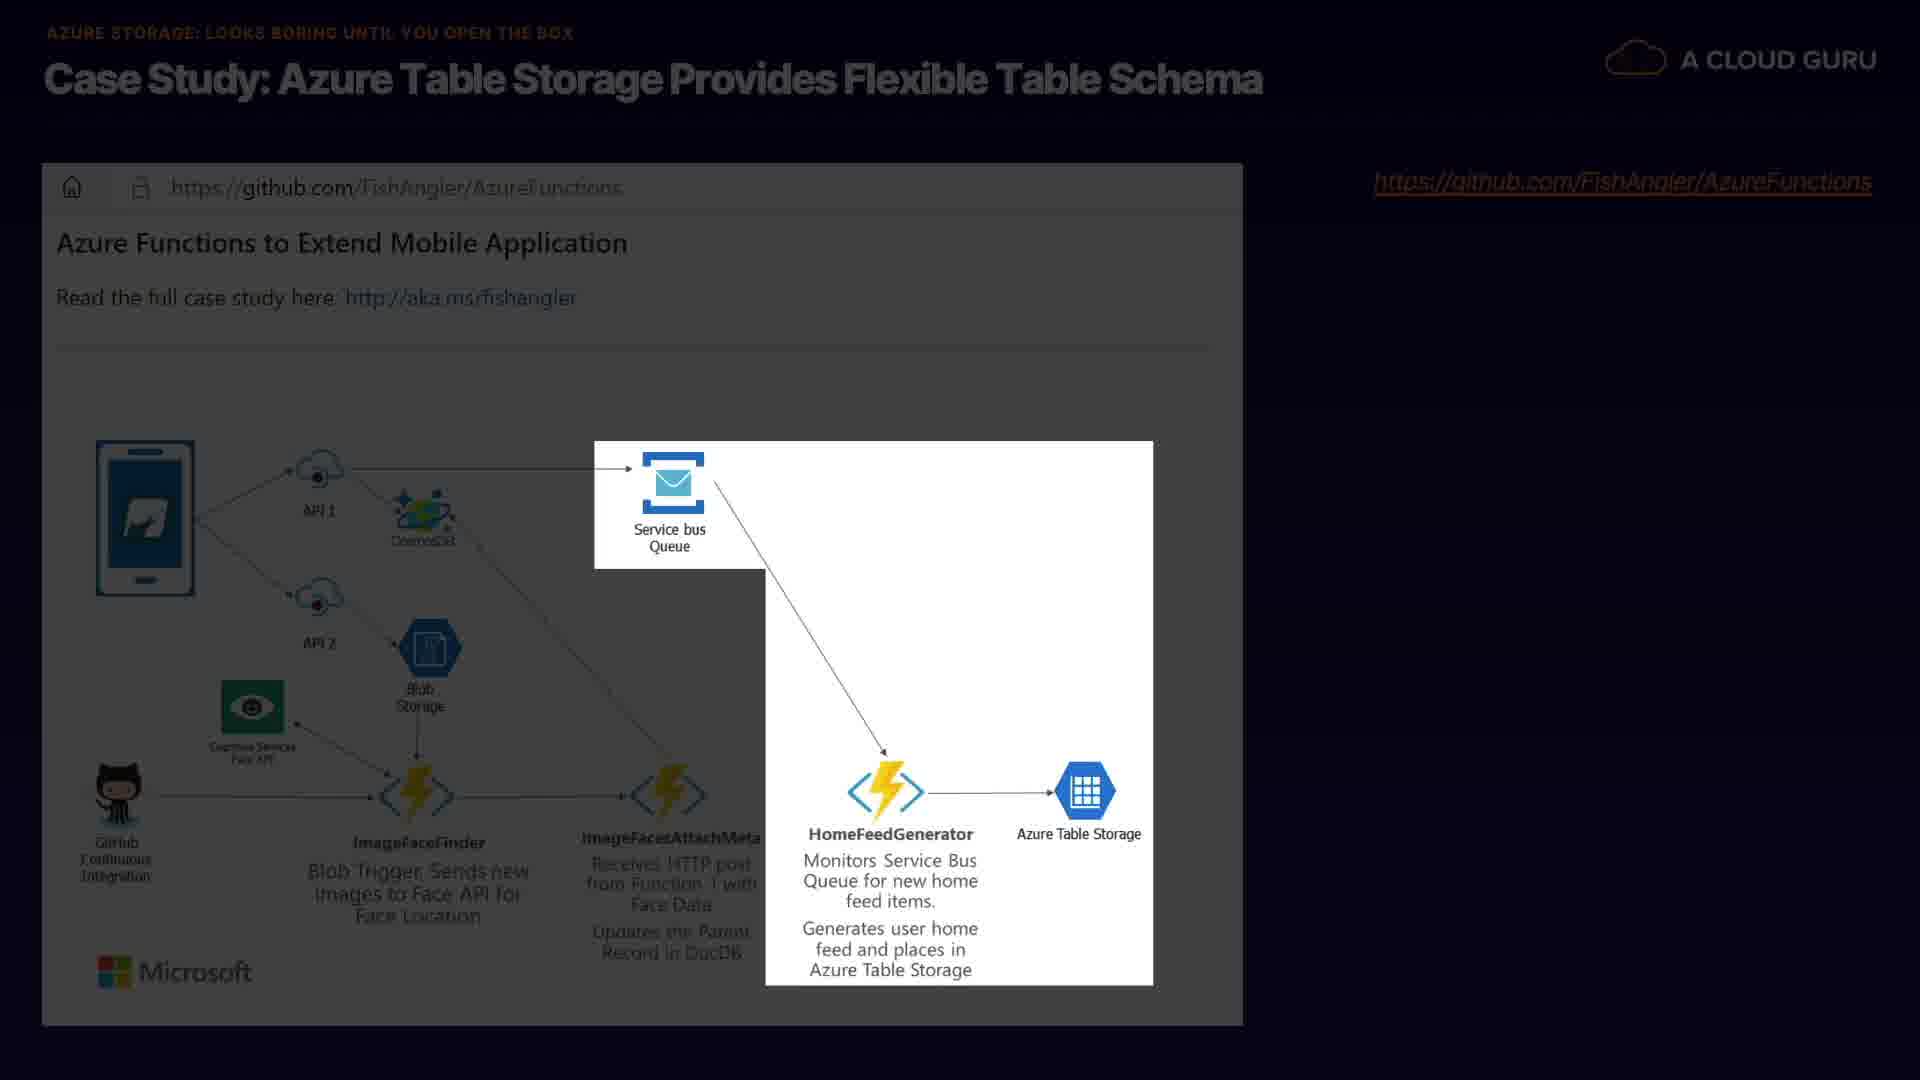 AZURE STORAGE: LOOKS BORING UNTIL YOU OPEN THE BOX
Case Study: Azure Table Storage Provides Flexible Table Schema
A CLOUD GURU
https://github.com/FishAngler/AzureFunctions
https://github.com/FishAngler/AzureFunctions
Azure Functions to Extend Mobile Application
Read the full case study here: http://aka.ms/fishangler
API 1
CosmosDB
Service bus
Queue
API 2
Blob
Storage
Cognitive Services
Face API
GitHub
Continuous
Integration
ImageFaceFinder
Blob Trigger, Sends new
Images to Face API for
Face Location
ImageFacesAttachMeta
Receives HTTP post
from Function 1 with
Face Data
Updates the Parent
Record in DocDB
HomeFeedGenerator
Monitors Service Bus
Queue for new home
feed items.
Generates user home
feed and places in
Azure Table Storage
Azure Table Storage
Microsoft